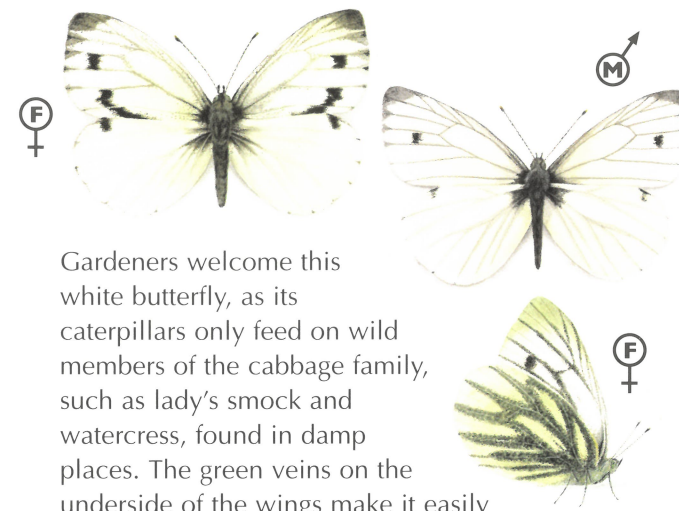 F
M
Gardeners welcome this
white butterfly, as its
caterpillars only feed on wild
members of the cabbage family,
F
such as lady’s smock and
watercress, found in damp
places. The green veins on the
underside of the wings make it easily